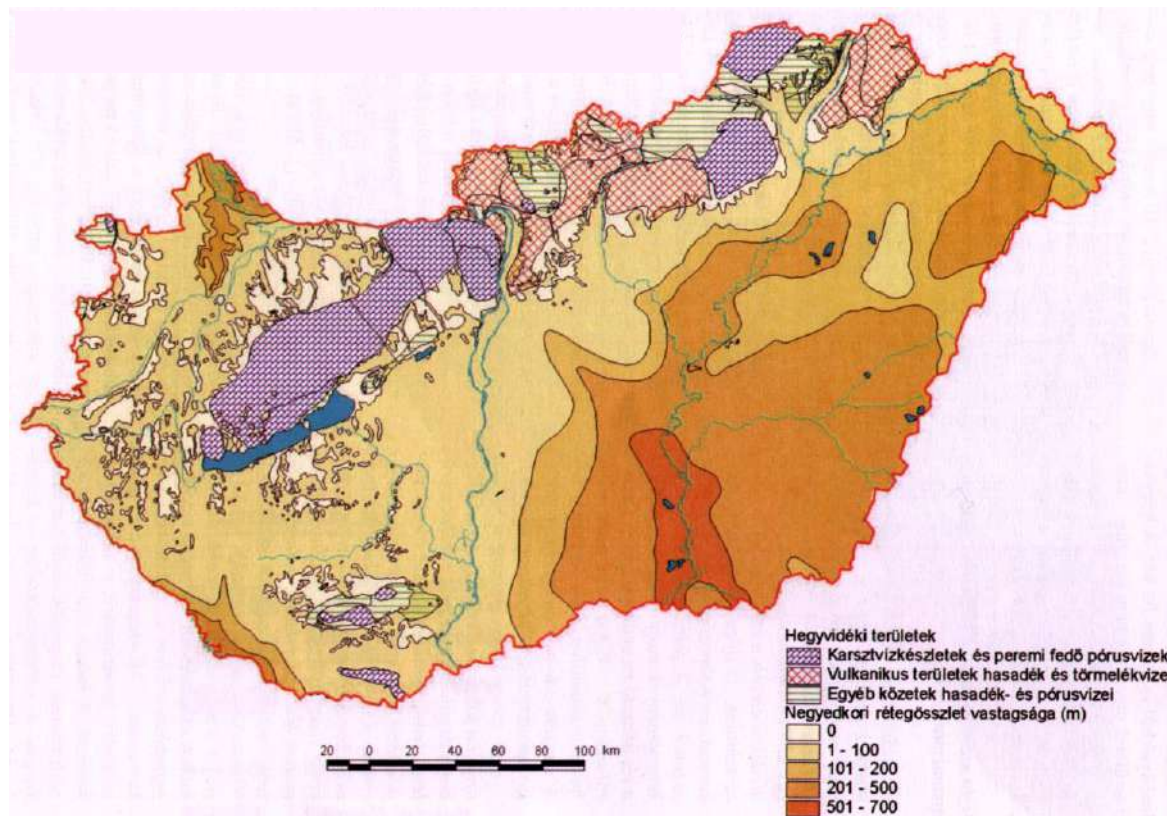 Hegyvidéki területek
Karsztvízkészletek és peremi fedő pórusvizek
Vulkanikus területek hasadék és törmelékvize
Egyéb kőzetek hasadék- és pórusvizei
Negyedkori rétegösszlet vastagsága (m)
0
1 - 100
101 - 200
201 - 500
501 - 700
20 0 20 40 60 80 100 km